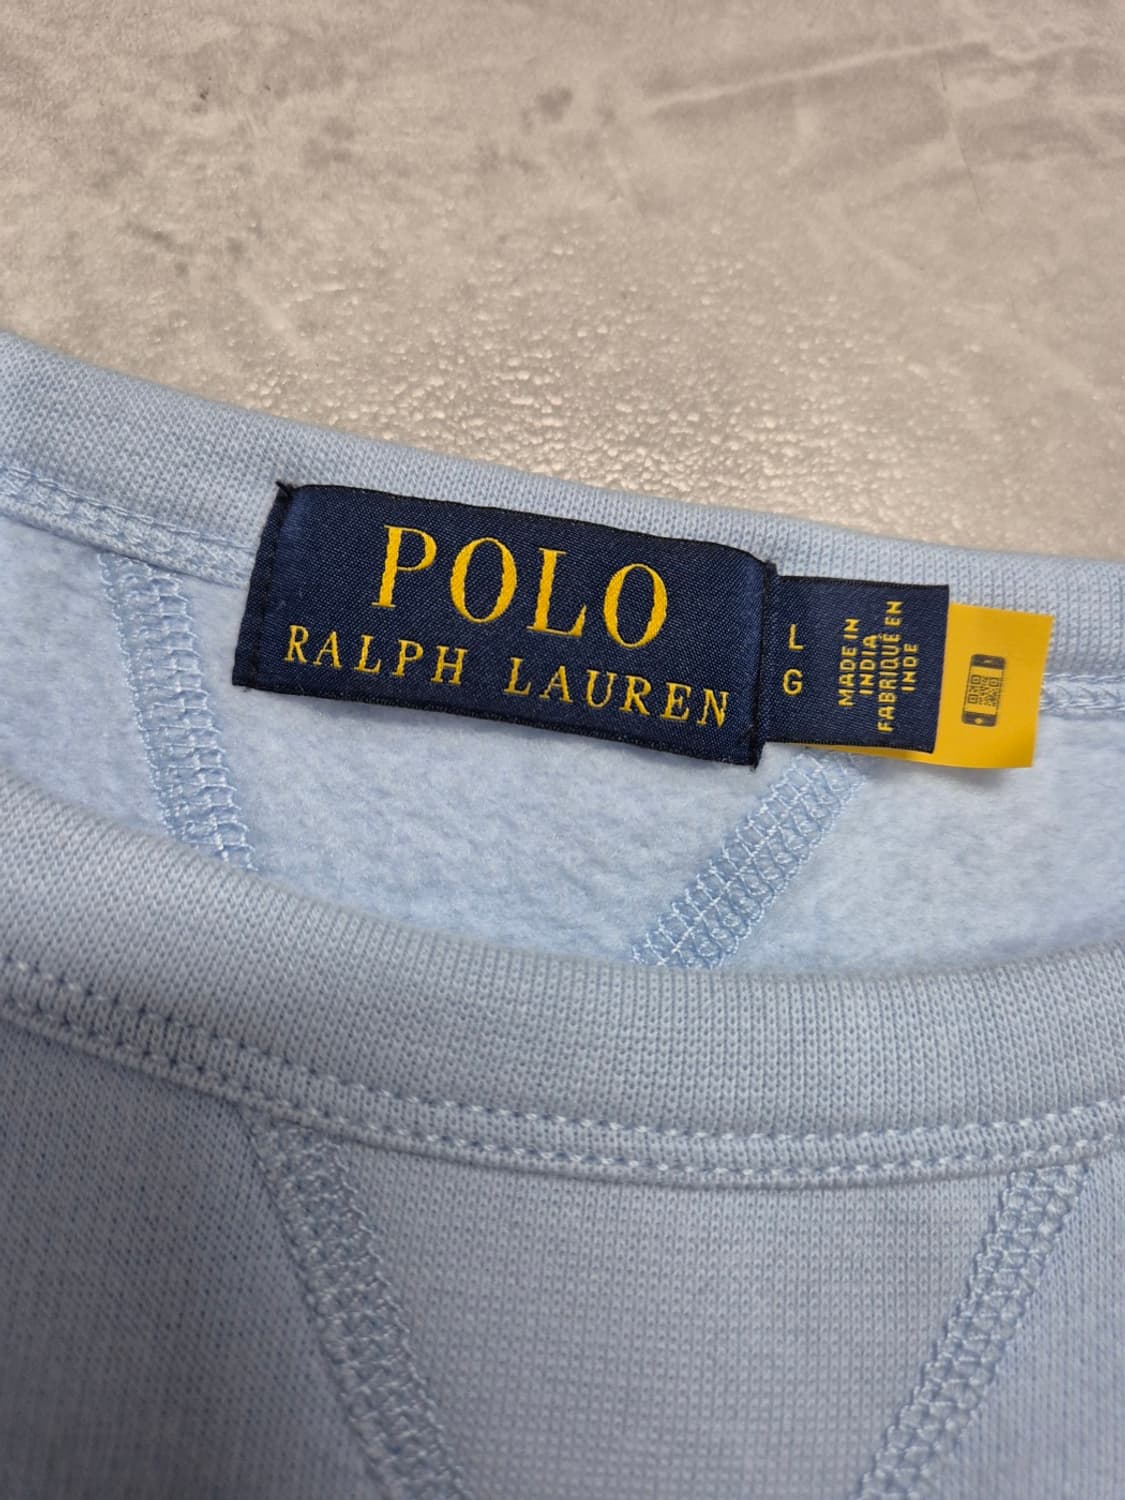 POLO
RALPH LAUREN
L
G
MADE IN
INDIA
FABRIQUÉ EN
INDE